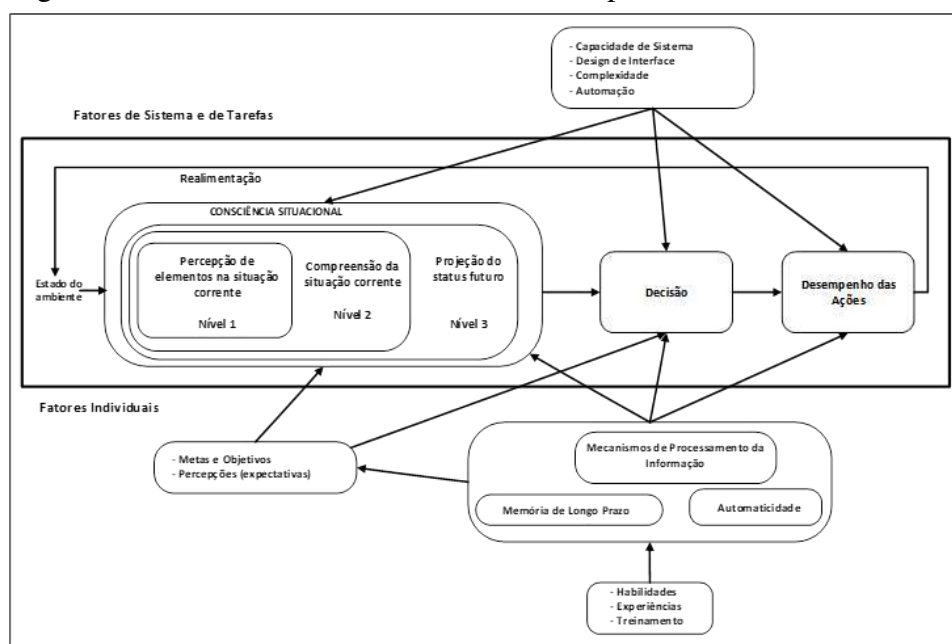 - Capacidade de Sistema
- Design de Interface
- Complexidade
- Automação
Fatores de Sistema e de Tarefas
Realimentação
CONSCIÊNCIA SITUACIONAL
Estado do
ambiente
Percepção de
elementos na situação
corrente
Nível 1
Compreensão da
situação corrente
Nível 2
Projeção do
status futuro
Nível 3
Decisão
Desempenho das
Ações
Fatores Individuais
- Metas e Objetivos
- Percepções (expectativas)
Mecanismos de Processamento da
Informação
Memória de Longo Prazo
Automaticidade
- Habilidades
- Experiências
- Treinamento